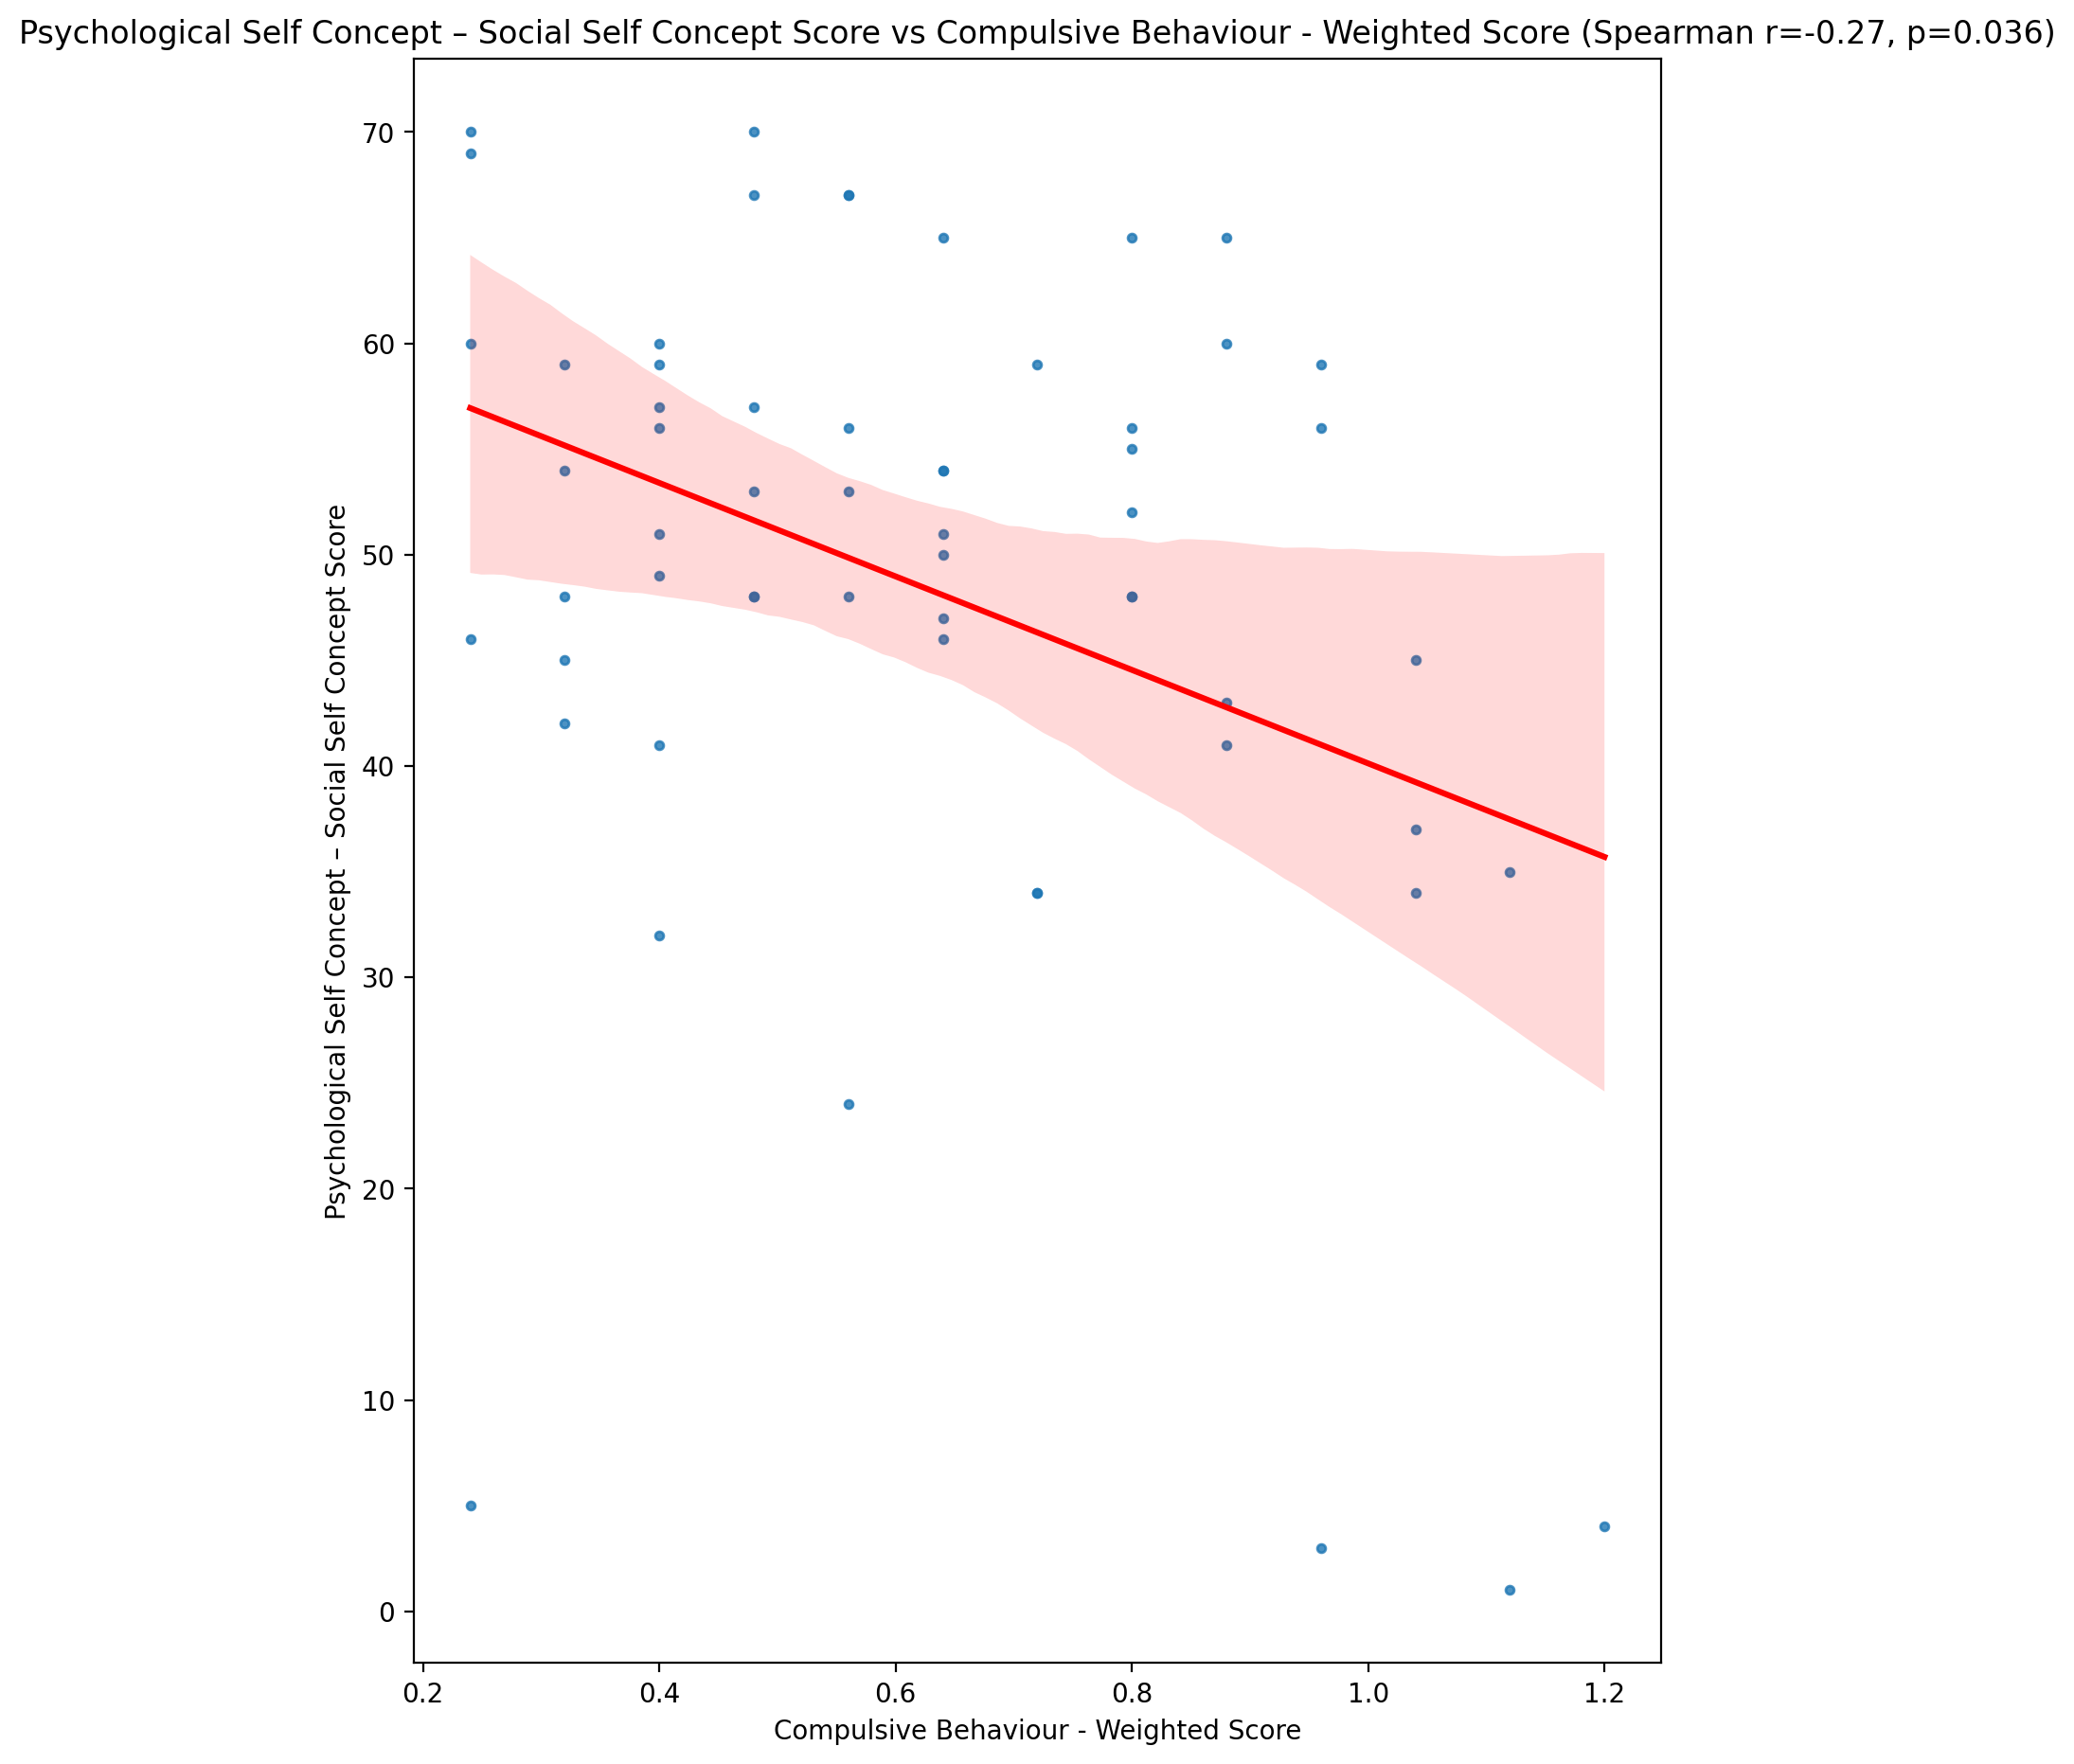 Psychological Self Concept – Social Self Concept Score vs Compulsive Behaviour - Weighted Score (Spearman r=-0.27, p=0.036)
Psychological Self Concept – Social Self Concept Score
70
60
50
40
30
20
10
0
0.2 0.4 0.6 0.8 1.0 1.2
Compulsive Behaviour - Weighted Score